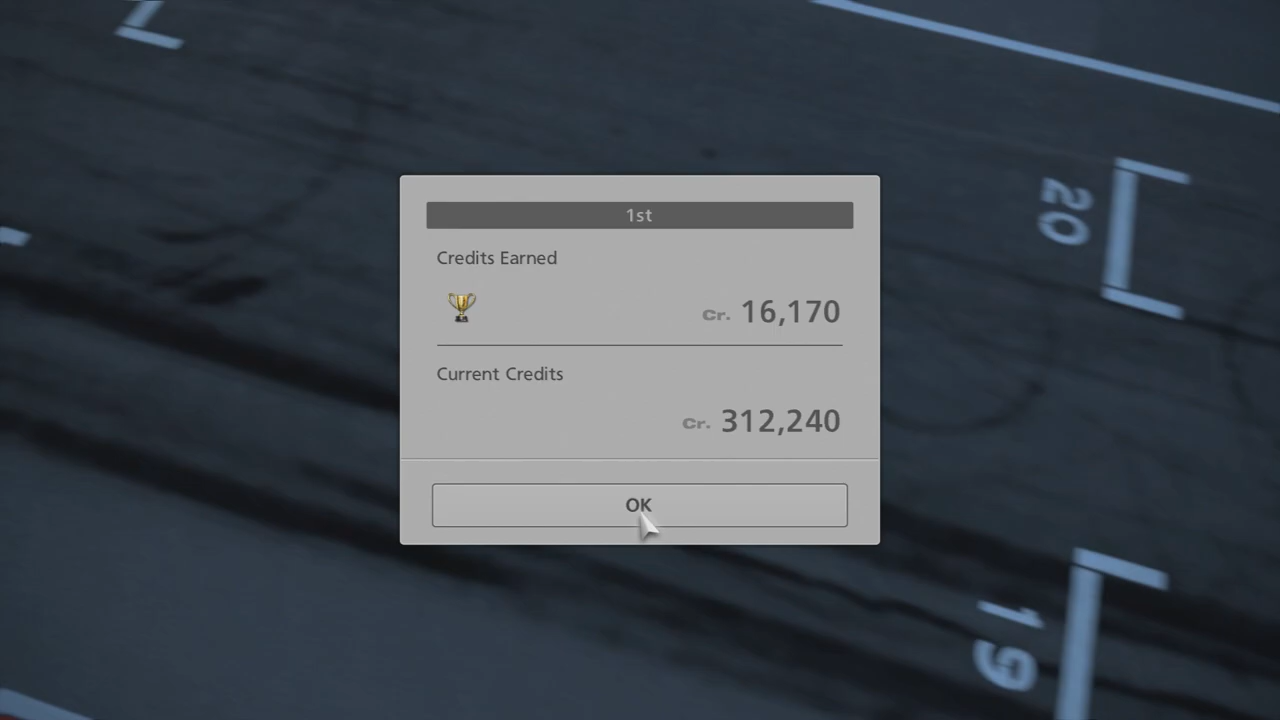 1st
Credits Earned
Cr. 16,170
Current Credits
Cr. 312,240
OK
20
19